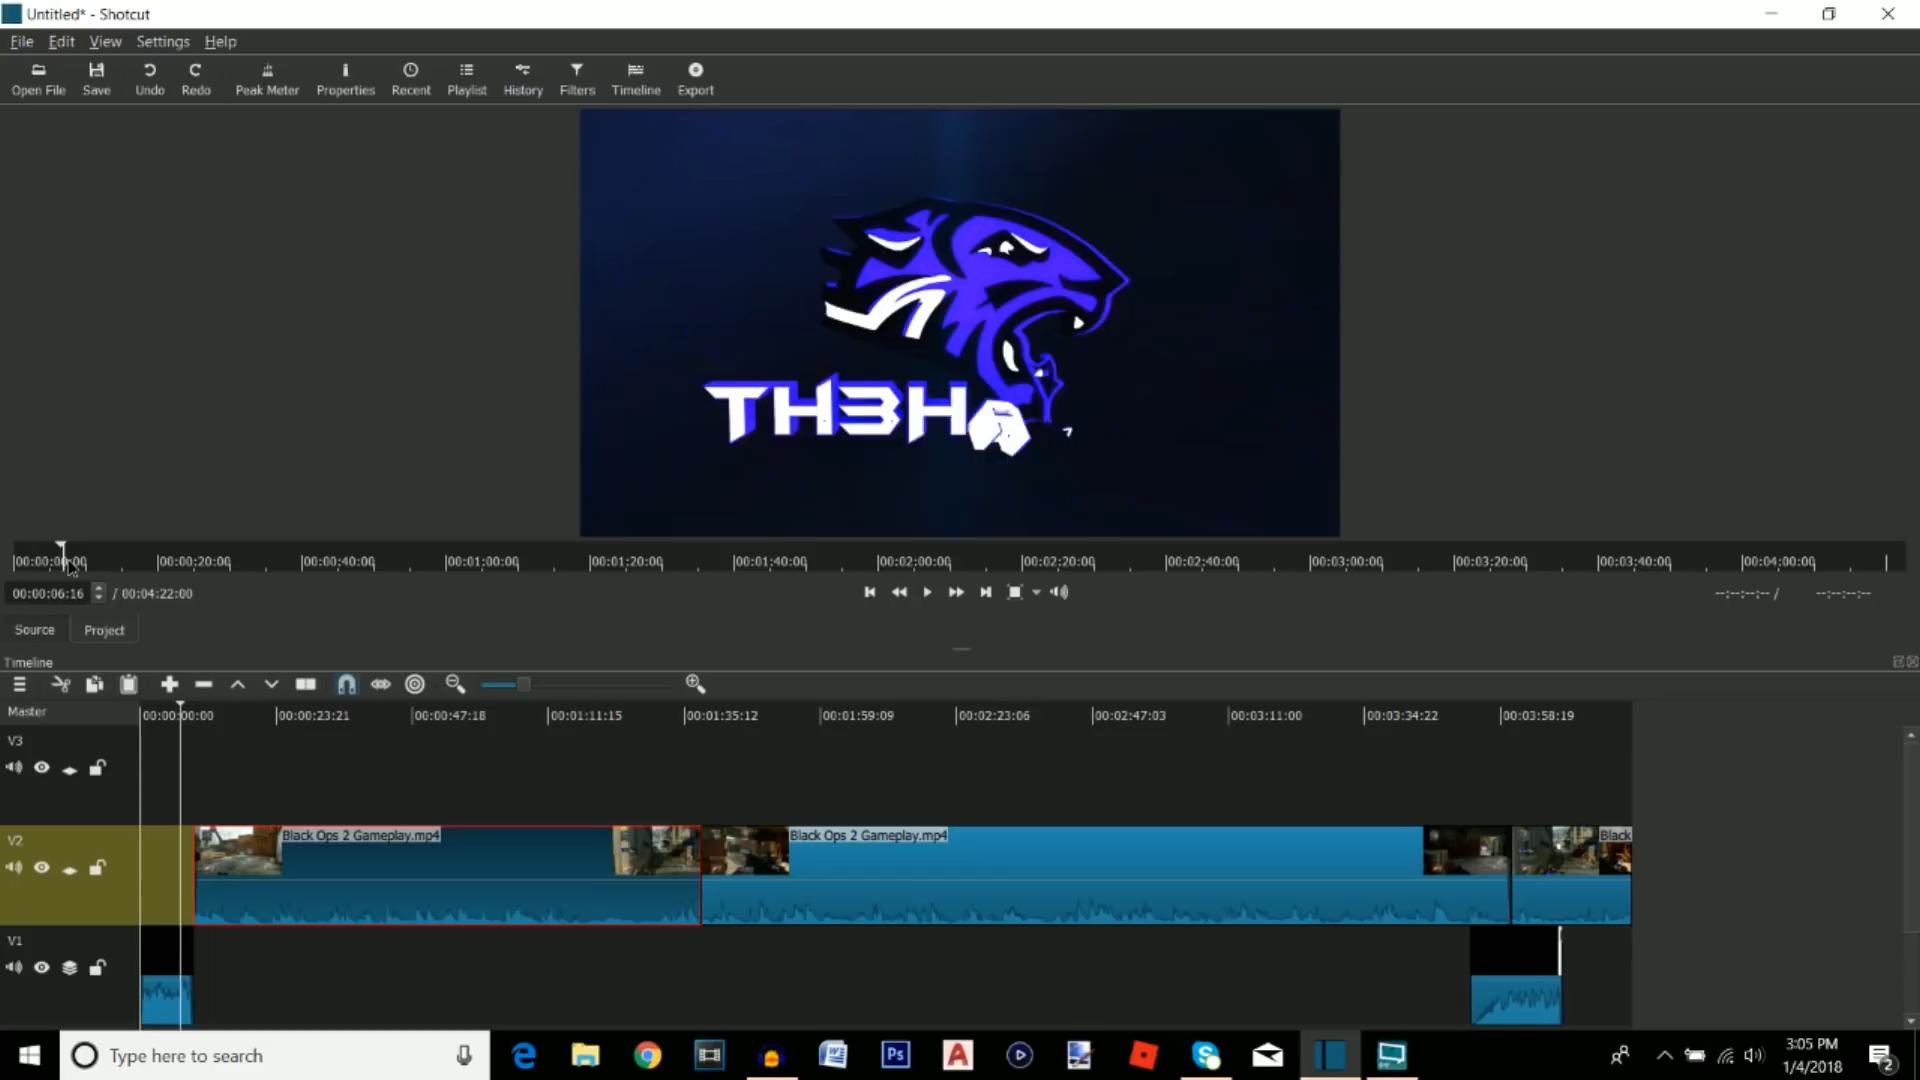 Untitled* - Shotcut
File Edit View Settings Help
Open File Save Undo Redo Peak Meter Properties Recent Playlist History Filters Timeline Export
TH3H
00:00:00:00 00:00:20:00 00:00:40:00 00:01:00:00 00:01:20:00 00:01:40:00 00:02:00:00 00:02:20:00 00:02:40:00 00:03:00:00 00:03:20:00 00:03:40:00 00:04:00:00
00:00:06:16 / 00:04:22:00 --:--:--:-- / --:--:--:--
Source Project
Timeline
Master 00:00:00:00 00:00:23:21 00:00:47:18 00:01:11:15 00:01:35:12 00:01:59:09 00:02:23:06 00:02:47:03 00:03:11:00 00:03:34:22 00:03:58:19
V3
V2 Black Ops 2 Gameplay.mp4 Black Ops 2 Gameplay.mp4 Black
V1
Type here to search
Ps
3:05 PM
1/4/2018
2